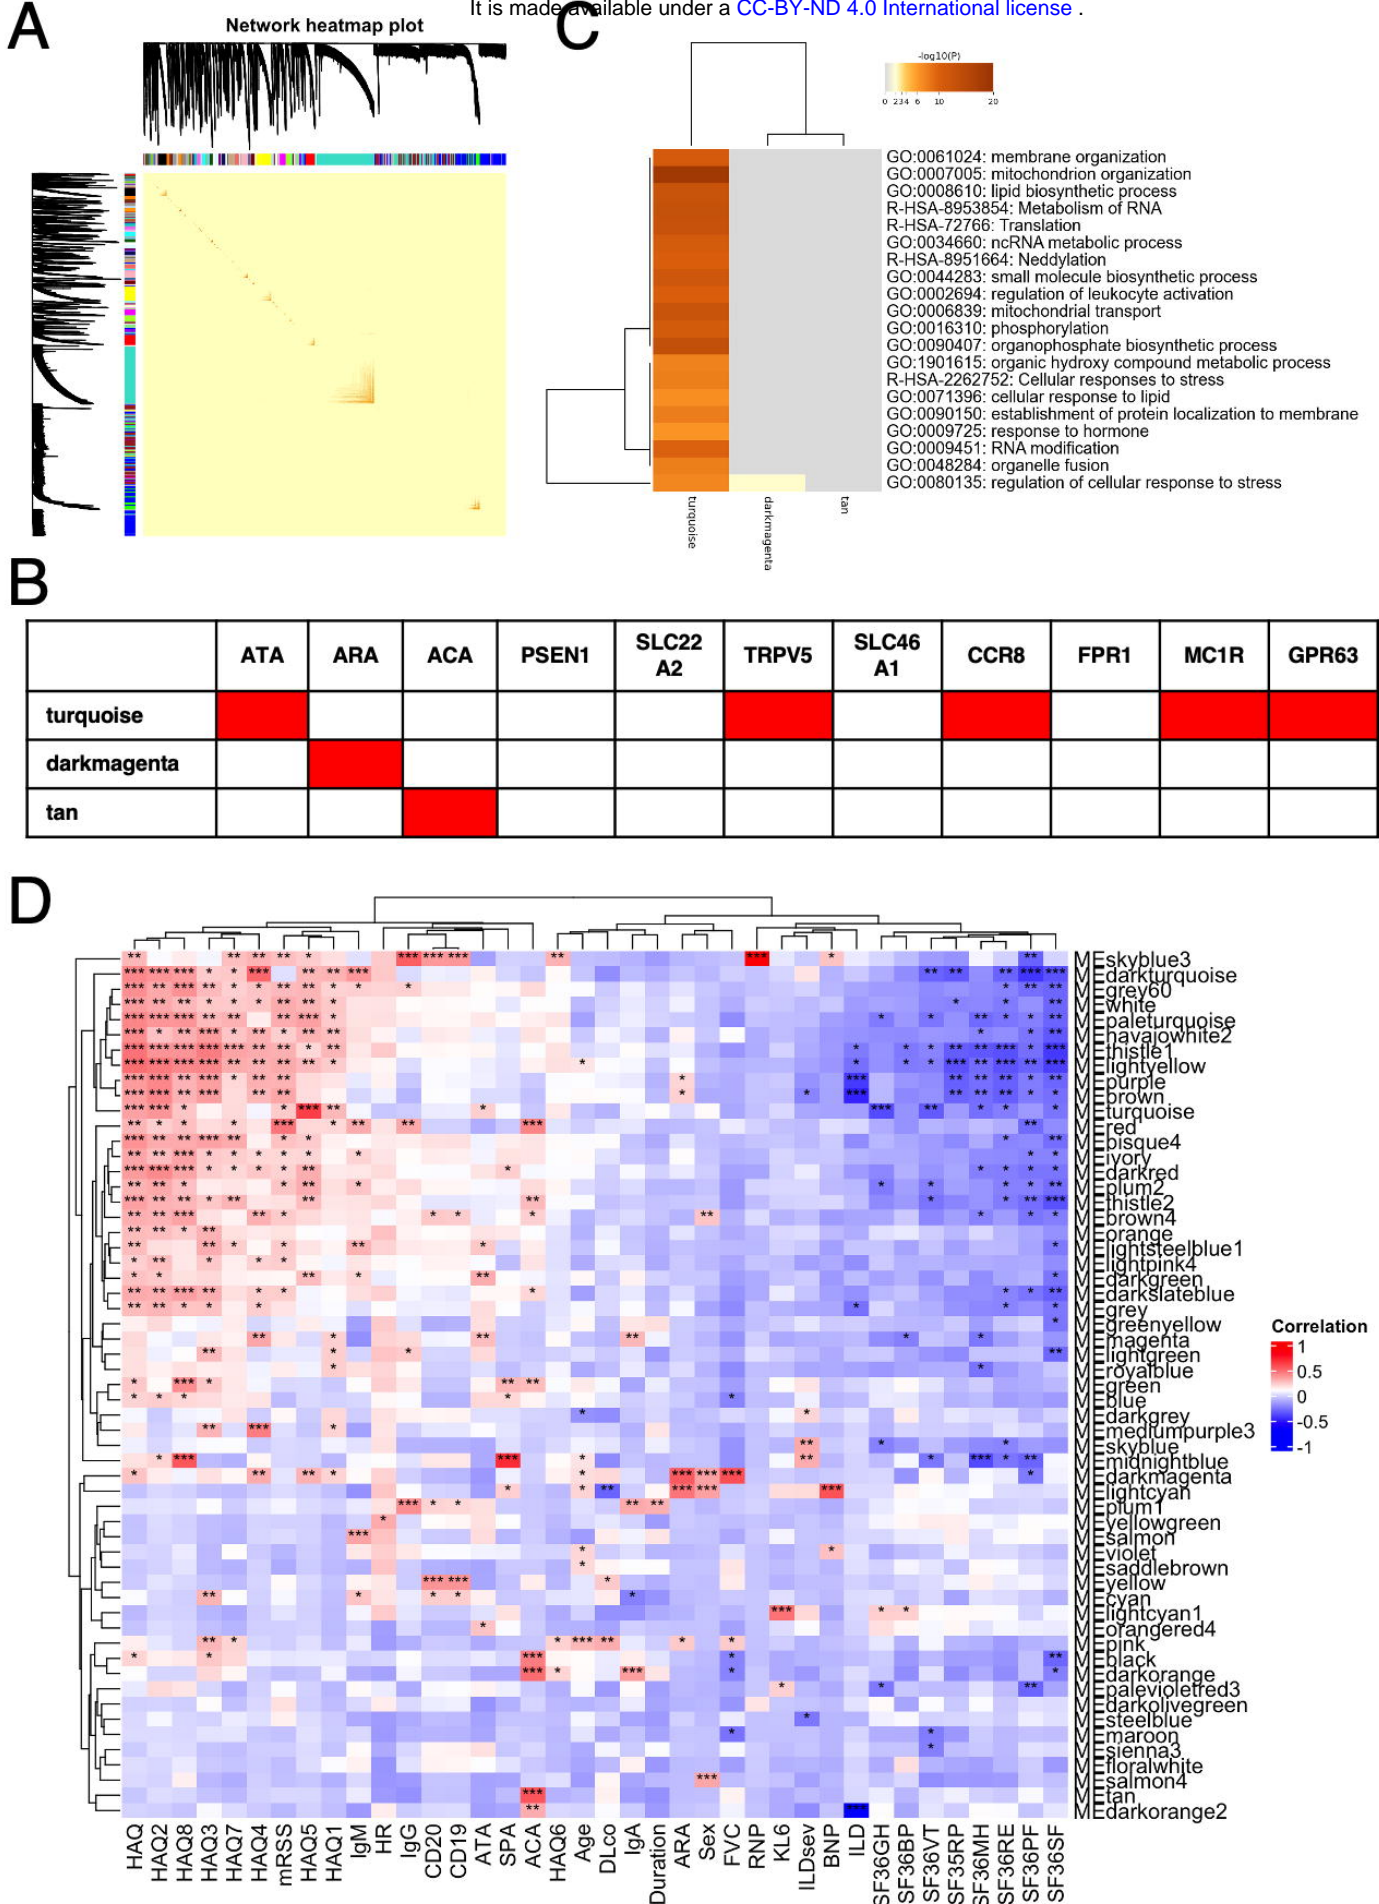 It is made available under a CC-BY-ND 4.0 International license .
A
Network heatmap plot
C
-log10(P)
0 2 3 4 6 10 20
GO:0061024: membrane organization
GO:0007005: mitochondrion organization
GO:0008610: lipid biosynthetic process
R-HSA-8953854: Metabolism of RNA
R-HSA-72766: Translation
GO:0034660: ncRNA metabolic process
R-HSA-8951664: Neddylation
GO:0044283: small molecule biosynthetic process
GO:0002694: regulation of leukocyte activation
GO:0006839: mitochondrial transport
GO:0016310: phosphorylation
GO:0090407: organophosphate biosynthetic process
GO:1901615: organic hydroxy compound metabolic process
R-HSA-2262752: Cellular responses to stress
GO:0071396: cellular response to lipid
GO:0090150: establishment of protein localization to membrane
GO:0009725: response to hormone
GO:0009451: RNA modification
GO:0048284: organelle fusion
GO:0080135: regulation of cellular response to stress
turquoise
darkmagenta
tan
B
ATA ARA ACA PSEN1 SLC22 A2 TRPV5 SLC46 A1 CCR8 FPR1 MC1R GPR63
turquoise
darkmagenta
tan
D
MEskyblue3
MEdarkturquoise
MEgrey60
MEwhite
MEpaleturquoise
MEnavajowhite2
MEthistle1
MElightyellow
MEpurple
MEbrown
MEturquoise
MEred
MEbisque4
MEivory
MEdarkred
MEplum2
MEthistle2
MEbrown4
MEorange
MElightsteelblue1
MElightpink4
MEdarkgreen
MEdarkslateblue
MEgrey
MEgreenyellow
MEmagenta
MElightgreen
MEroyalblue
MEgreen
MEblue
MEdarkgrey
MEmediumpurple3
MEskyblue
MEmidnightblue
MEdarkmagenta
MElightcyan
MEplum1
MEyellowgreen
MEsalmon
MEviolet
MEsaddlebrown
MEyellow
MEcyan
MElightcyan1
MEorangered4
MEpink
MEblack
MEdarkorange
MEpalevioletred3
MEdarkolivegreen
MEsteelblue
MEmaroon
MEsienna3
MEfloralwhite
MEsalmon4
MEtan
MEdarkorange2
Correlation
1
0.5
0
-0.5
-1
HAQ HAQ2 HAQ8 HAQ3 HAQ7 HAQ4 mRSS HAQ5 HAQ1 IgM HR IgG CD20 CD19 ATA SPA ACA HAQ6 Age DLco IgA Duration ARA Sex FVC RNP KL6 ILDsev BNP ILD SF36GH SF36BP SF36VT SF35RP SF36MH SF36RE SF36PF SF36SF